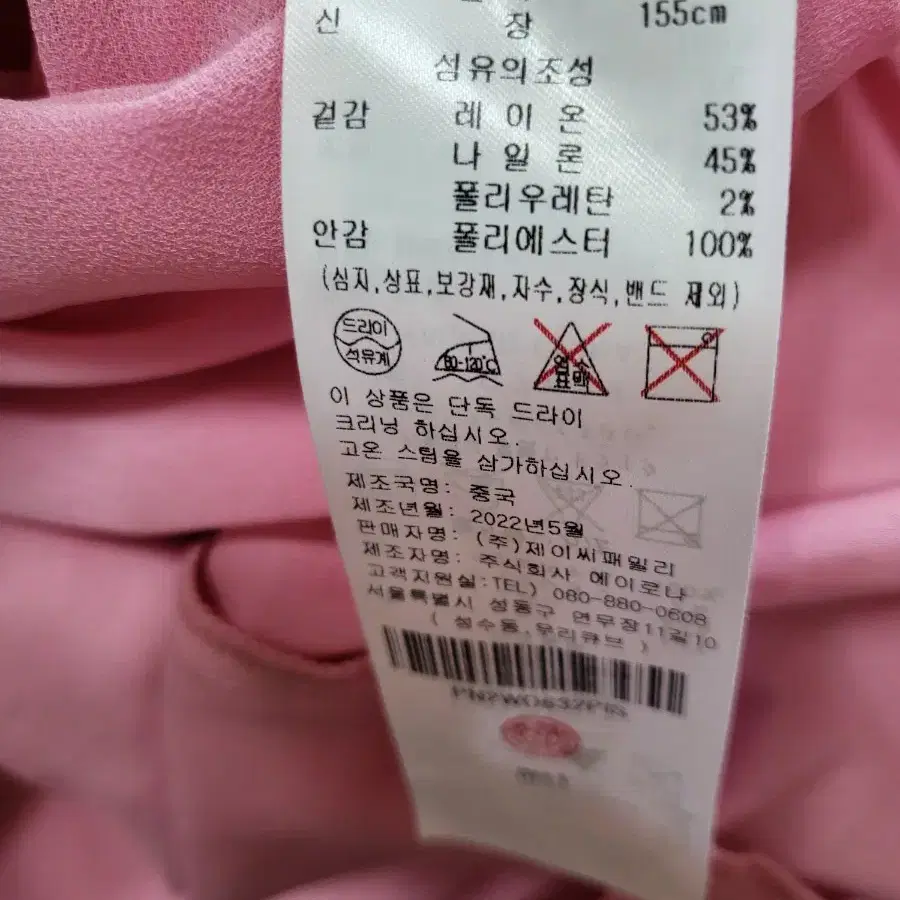 신 장 155cm
섬유의조성
겉감 레이온 53%
나일론 45%
폴리우레탄 2%
안감 폴리에스터 100%
(심지,상표,보강재,자수,장식,밴드 제외)
드라이
석유계
80-120℃
염소
표백
이 상품은 단독 드라이
크리닝 하십시오.
고온 스팀을 삼가하십시오.
제조국명: 중국
제조년월: 2022년5월
판매자명: (주)제이씨패밀리
제조자명: 주식회사 에이로나
고객지원실:TEL) 080-880-0608
서울특별시 성동구 연무장11길10
(성수동,우리큐브)